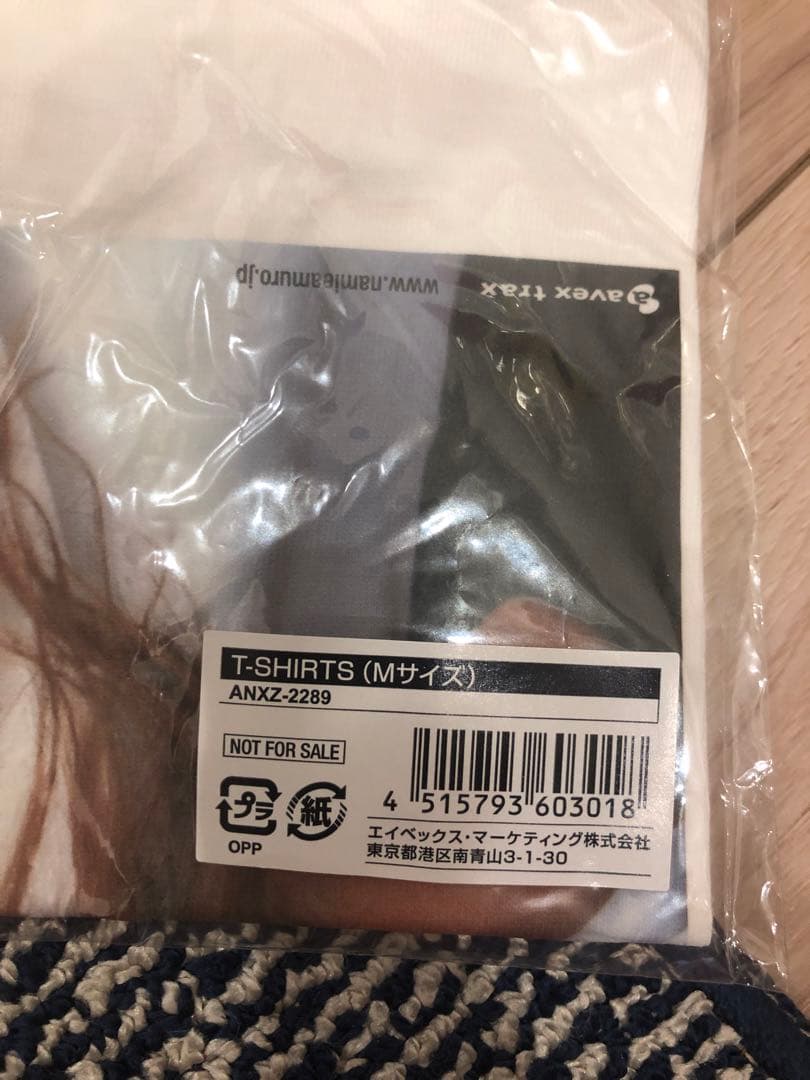 www.namieamuro.jp
avex trax
T-SHIRTS (Mサイズ)
ANXZ-2289
NOT FOR SALE
プラ
紙
OPP
4 515793 603018
エイベックス・マーケティング株式会社
東京都港区南青山3-1-30